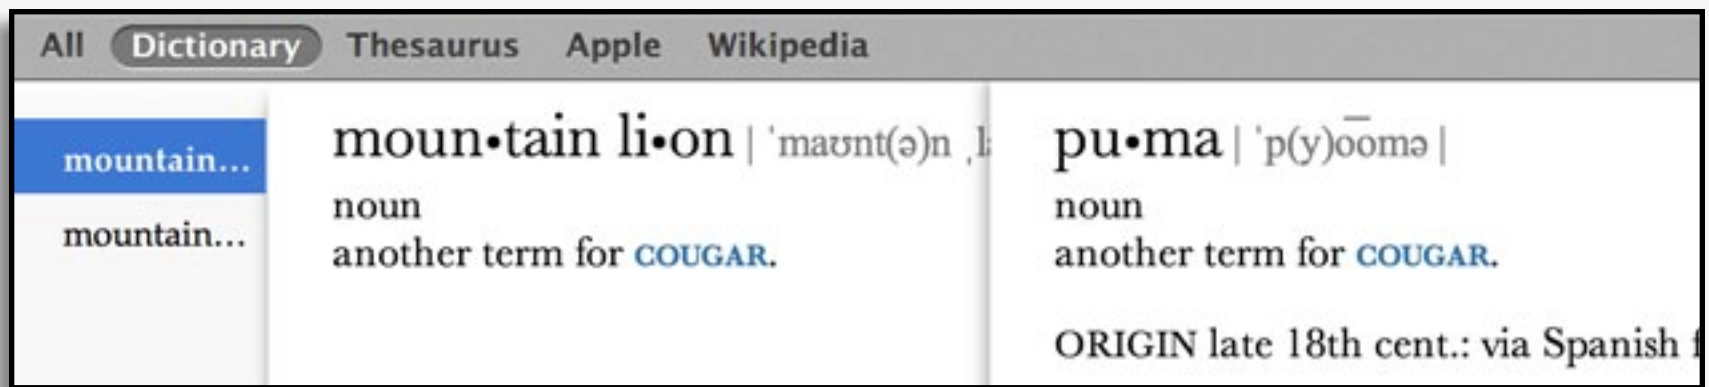 All Dictionary Thesaurus Apple Wikipedia
mountain...
mountain...
moun•tain li•on | ˈmaʊnt(ə)n ˌl
noun
another term for COUGAR.
pu•ma | ˈp(y)o͞omə |
noun
another term for COUGAR.
ORIGIN late 18th cent.: via Spanish